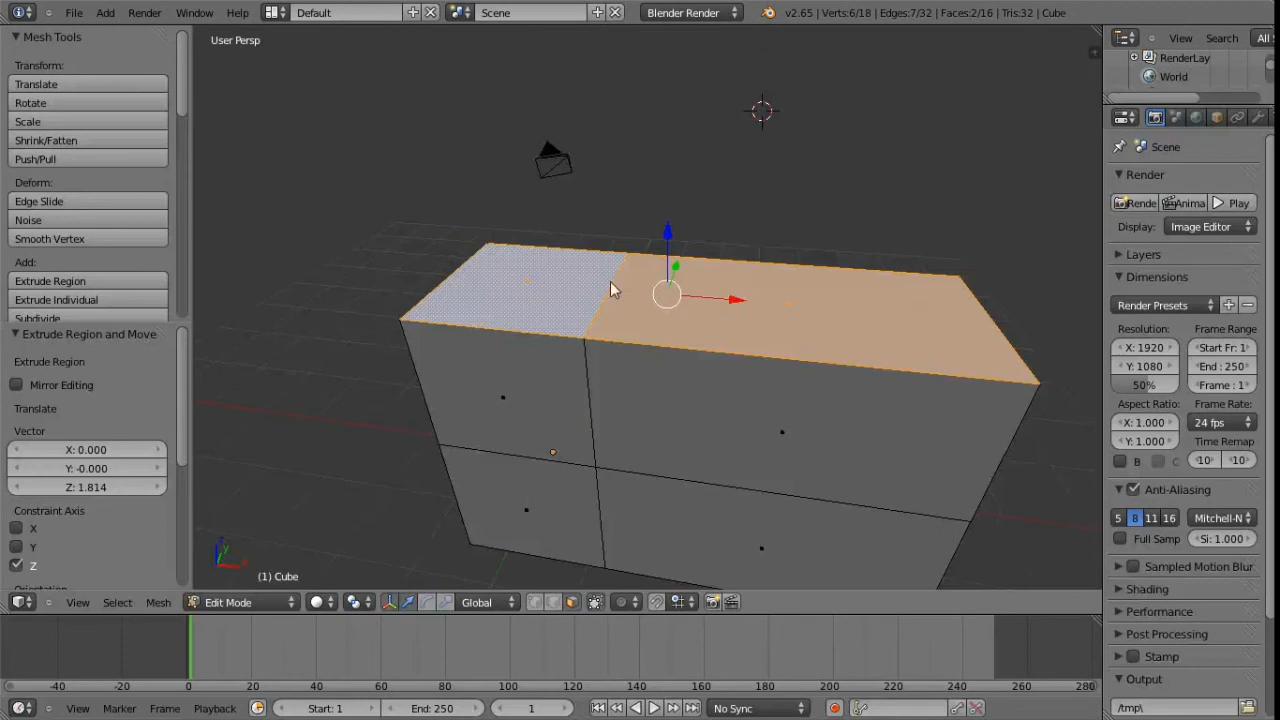 File Add Render Window Help Default Scene Blender Render v2.65 | Verts:6/18 | Edges:7/32 | Faces:2/16 | Tris:32 | Cube
Mesh Tools
Transform:
Translate
Rotate
Scale
Shrink/Fatten
Push/Pull
Deform:
Edge Slide
Noise
Smooth Vertex
Add:
Extrude Region
Extrude Individual
Subdivide
Extrude Region and Move
Extrude Region
Mirror Editing
Translate
Vector
X: 0.000
Y: -0.000
Z: 1.814
Constraint Axis
X
Y
Z
User Persp
(1) Cube
View Select Mesh Edit Mode Global
-40 -20 0 20 40 60 80 100 120 140 160 180 200 220 240 260 280
View Marker Frame Playback Start: 1 End: 250 1 No Sync
View Search All
RenderLay
World
Scene
Render
Rende Anima Play
Display: Image Editor
Layers
Dimensions
Render Presets
Resolution: Frame Range
X: 1920 Start Fr: 1
Y: 1080 End : 250
50% Frame : 1
Aspect Ratio: Frame Rate:
X: 1.000 24 fps
Y: 1.000 Time Remap
B C 10 10
Anti-Aliasing
5 8 11 16 Mitchell-N
Full Samp Si: 1.000
Sampled Motion Blur
Shading
Performance
Post Processing
Stamp
Output
/tmp\